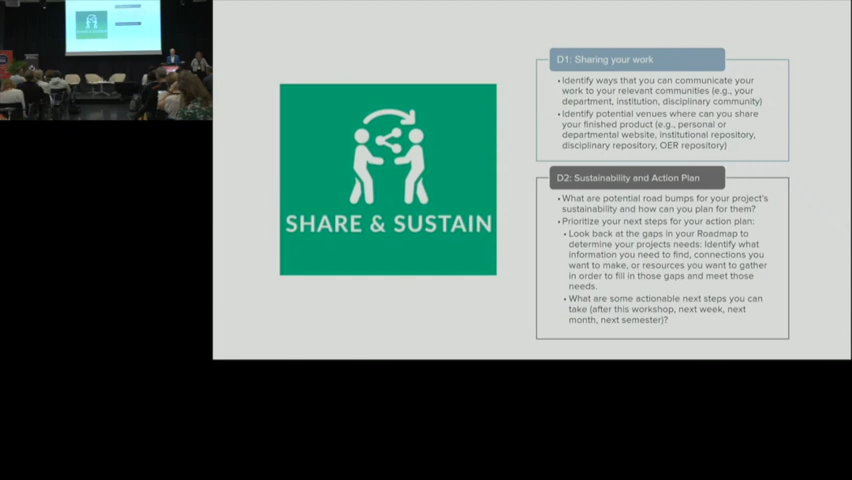 SHARE & SUSTAIN
SHARE & SUSTAIN
D1: Sharing your work
• Identify ways that you can communicate your
work to your relevant communities (e.g., your
department, institution, disciplinary community)
• Identify potential venues where can you share
your finished product (e.g., personal or
departmental website, institutional repository,
disciplinary repository, OER repository)
D2: Sustainability and Action Plan
• What are potential road bumps for your project's
sustainability and how can you plan for them?
• Prioritize your next steps for your action plan:
• Look back at the gaps in your Roadmap to
determine your projects needs: Identify what
information you need to find, connections you
want to make, or resources you want to gather
in order to fill in those gaps and meet those
needs.
• What are some actionable next steps you can
take (after this workshop, next week, next
month, next semester)?